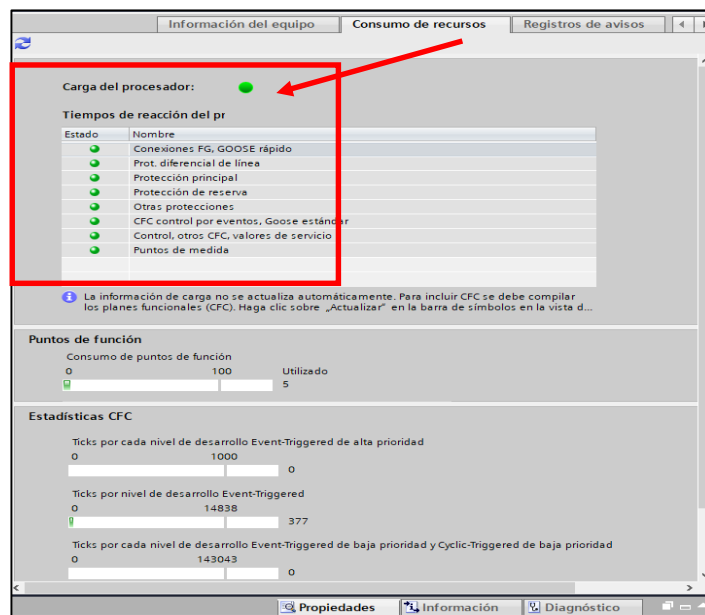 Información del equipo Consumo de recursos Registros de avisos
Carga del procesador:
Tiempos de reacción del pr
Estado Nombre
Conexiones FG, GOOSE rápido
Prot. diferencial de línea
Protección principal
Protección de reserva
Otras protecciones
CFC control por eventos, Goose estándar
Control, otros CFC, valores de servicio
Puntos de medida
La información de carga no se actualiza automáticamente. Para incluir CFC se debe compilar
los planes funcionales (CFC). Haga clic sobre „Actualizar" en la barra de símbolos en la vista d...
Puntos de función
Consumo de puntos de función
0 100 Utilizado
5
Estadísticas CFC
Ticks por cada nivel de desarrollo Event-Triggered de alta prioridad
0 1000
0
Ticks por nivel de desarrollo Event-Triggered
0 14838
377
Ticks por cada nivel de desarrollo Event-Triggered de baja prioridad y Cyclic-Triggered de baja prioridad
0 143043
0
Propiedades Información Diagnóstico